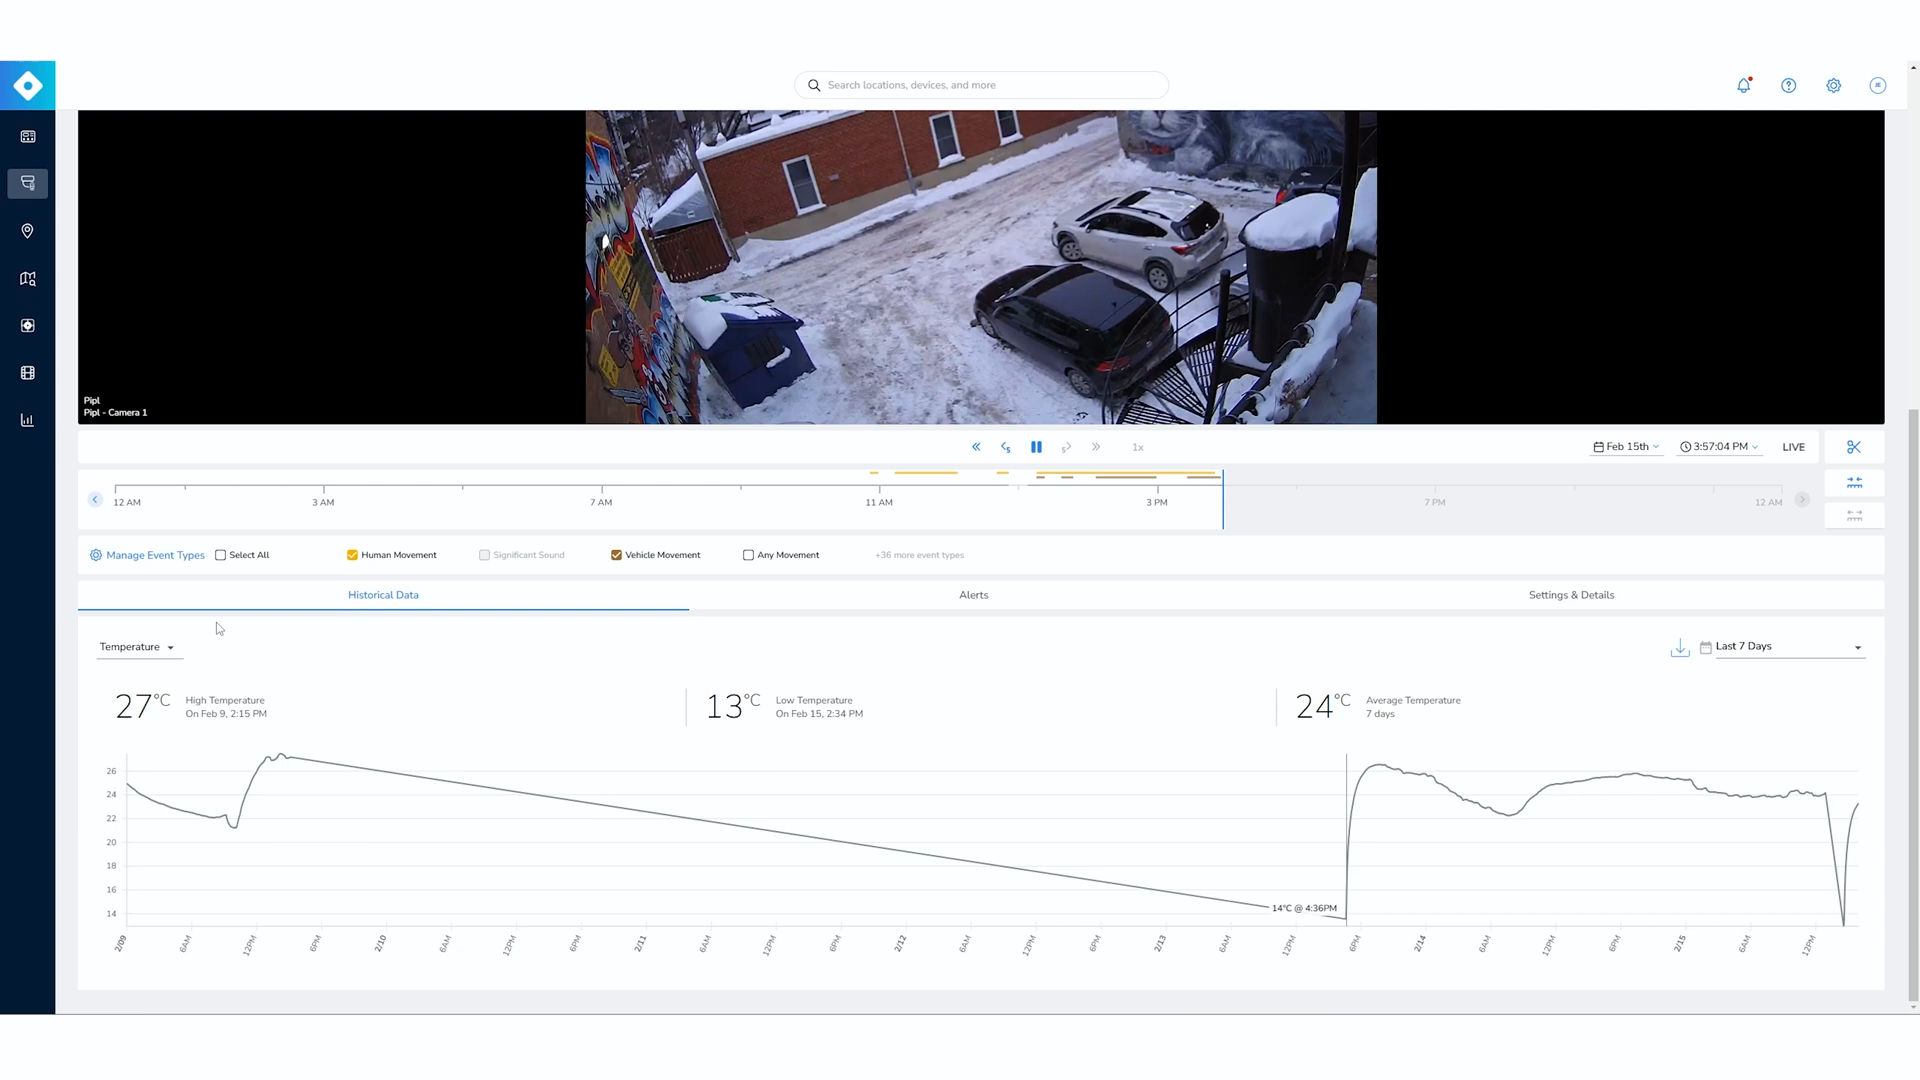 Search locations, devices, and more
Pipl
Pipl - Camera 1
1x
Feb 15th
3:57:04 PM
LIVE
12 AM
3 AM
7 AM
11 AM
3 PM
7 PM
12 AM
Manage Event Types
Select All
Human Movement
Significant Sound
Vehicle Movement
Any Movement
+36 more event types
Historical Data
Alerts
Settings & Details
Temperature
Last 7 Days
27°C
High Temperature
On Feb 9, 2:15 PM
13°C
Low Temperature
On Feb 15, 2:34 PM
24°C
Average Temperature
7 days
26
24
22
20
18
16
14
14°C @ 4:36PM
2/09
6AM
12PM
6PM
2/10
6AM
12PM
6PM
2/11
6AM
12PM
6PM
2/12
6AM
12PM
6PM
2/13
6AM
12PM
6PM
2/14
6AM
12PM
6PM
2/15
6AM
12PM